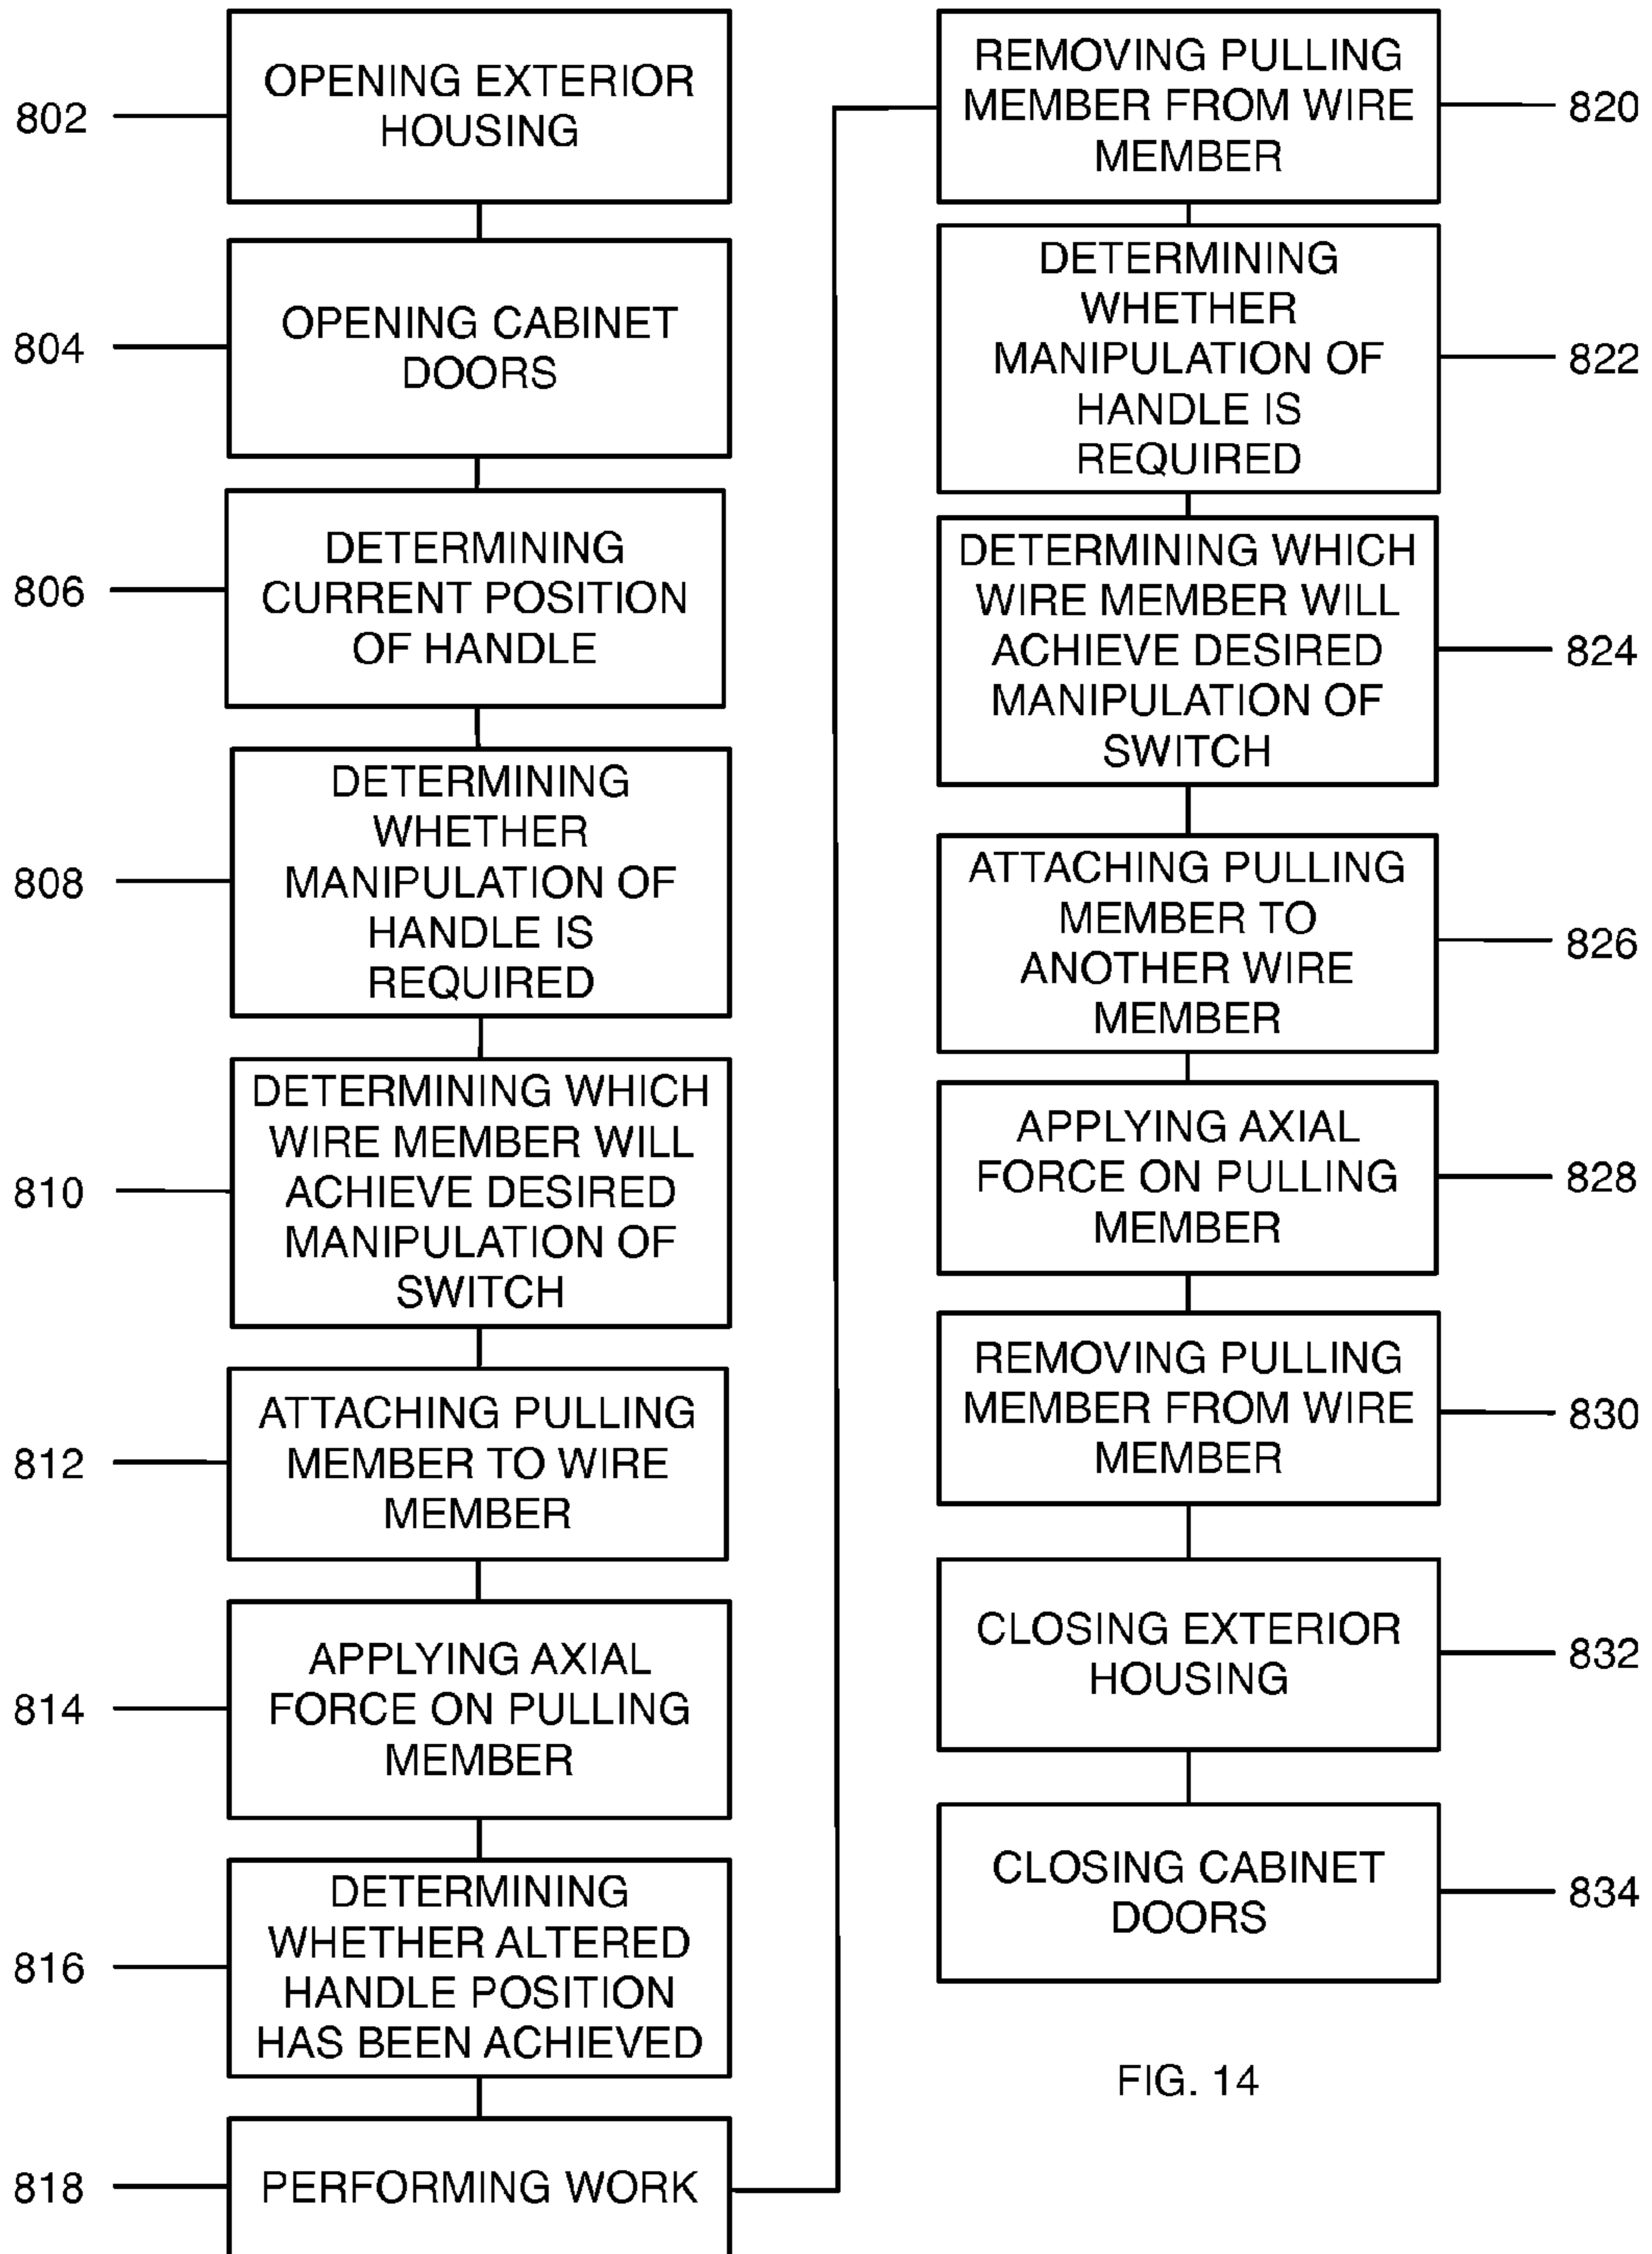 802
OPENING EXTERIOR
HOUSING
804
OPENING CABINET
DOORS
806
DETERMINING
CURRENT POSITION
OF HANDLE
808
DETERMINING
WHETHER
MANIPULATION OF
HANDLE IS
REQUIRED
810
DETERMINING WHICH
WIRE MEMBER WILL
ACHIEVE DESIRED
MANIPULATION OF
SWITCH
812
ATTACHING PULLING
MEMBER TO WIRE
MEMBER
814
APPLYING AXIAL
FORCE ON PULLING
MEMBER
816
DETERMINING
WHETHER ALTERED
HANDLE POSITION
HAS BEEN ACHIEVED
818
PERFORMING WORK
REMOVING PULLING
MEMBER FROM WIRE
MEMBER
820
DETERMINING
WHETHER
MANIPULATION OF
HANDLE IS
REQUIRED
822
DETERMINING WHICH
WIRE MEMBER WILL
ACHIEVE DESIRED
MANIPULATION OF
SWITCH
824
ATTACHING PULLING
MEMBER TO
ANOTHER WIRE
MEMBER
826
APPLYING AXIAL
FORCE ON PULLING
MEMBER
828
REMOVING PULLING
MEMBER FROM WIRE
MEMBER
830
CLOSING EXTERIOR
HOUSING
832
CLOSING CABINET
DOORS
834
FIG. 14